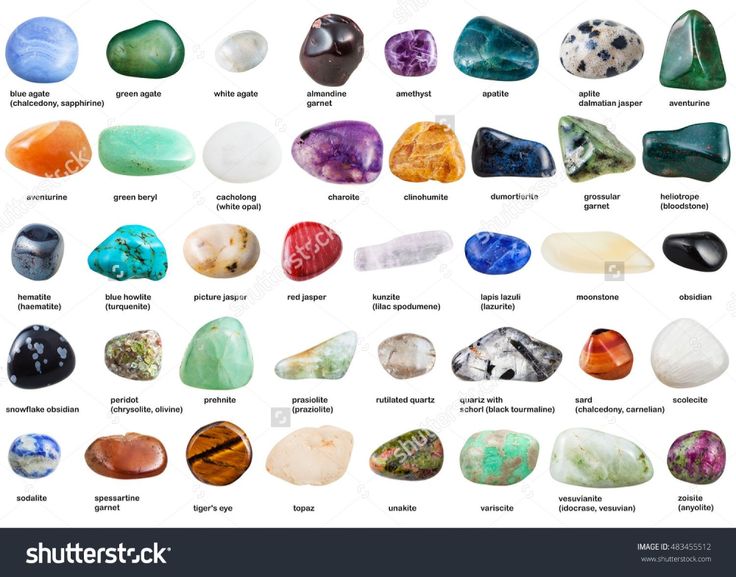 blue agate
(chalcedony, sapphirine)
green agate
white agate
almandine
garnet
amethyst
apatite
aplite
dalmatian jasper
aventurine
aventurine
green beryl
cacholong
(white opal)
charoite
clinohumite
dumortierite
grossular
garnet
heliotrope
(bloodstone)
hematite
(haematite)
blue howlite
(turquenite)
picture jasper
red jasper
kunzite
(lilac spodumene)
lapis lazuli
(lazurite)
moonstone
obsidian
snowflake obsidian
peridot
(chrysolite, olivine)
prehnite
prasiolite
(praziolite)
rutilated quartz
quariz with
schorl (black tourmaline)
sard
(chalcedony, carnelian)
scolecite
sodalite
spessartine
garnet
tiger's eye
topaz
unakite
variscite
vesuvianite
(idocrase, vesuvian)
zoisite
(anyolite)
shutterstock
IMAGE ID: 483455512
www.shutterstock.com